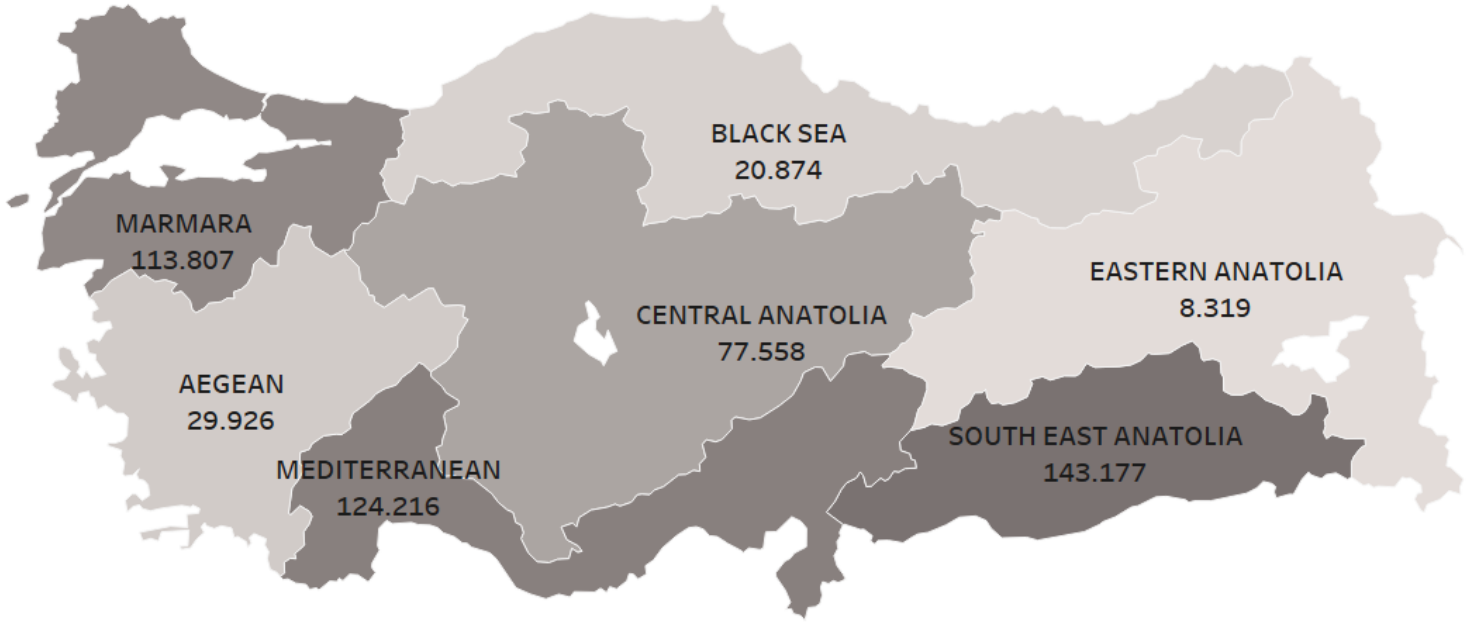 BLACK SEA
20.874
MARMARA
113.807
EASTERN ANATOLIA
8.319
CENTRAL ANATOLIA
77.558
AEGEAN
29.926
SOUTH EAST ANATOLIA
143.177
MEDITERRANEAN
124.216